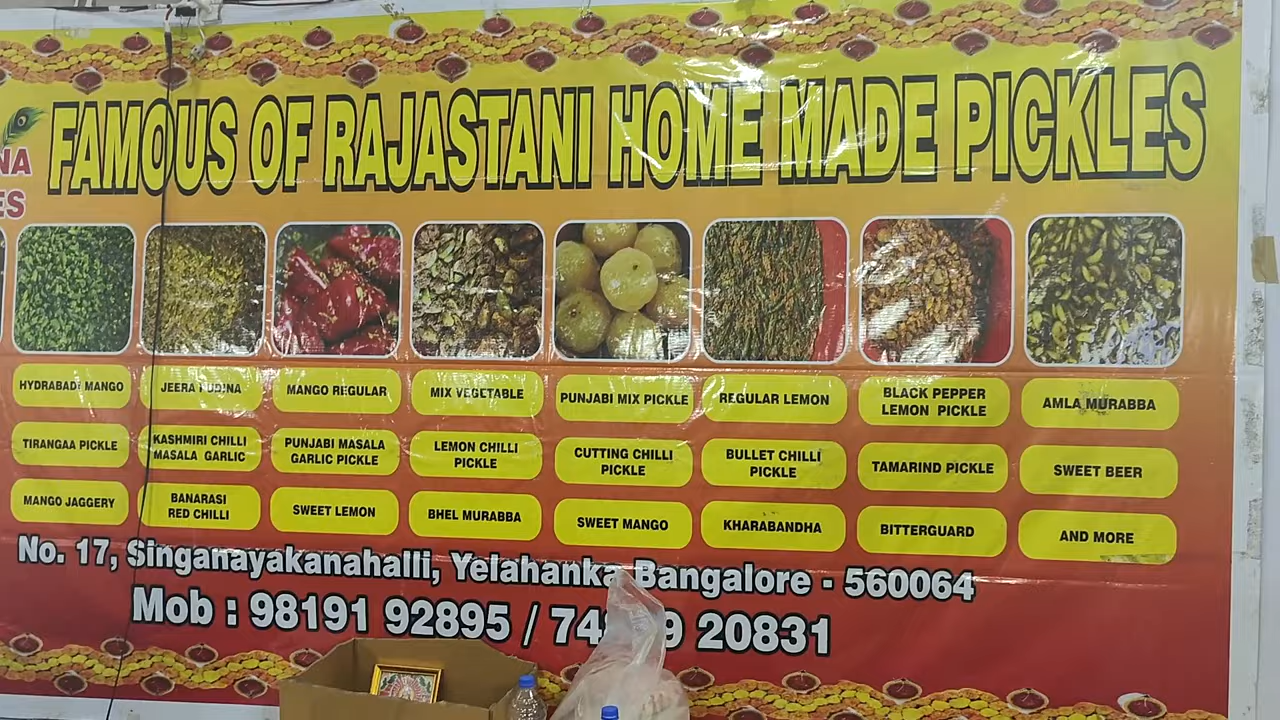 FAMOUS OF RAJASTANI HOME MADE PICKLES
NA
ES
HYDRABADI MANGO
JEERA PUDINA
MANGO REGULAR
MIX VEGETABLE
PUNJABI MIX PICKLE
REGULAR LEMON
BLACK PEPPER
LEMON PICKLE
AMLA MURABBA
TIRANGAA PICKLE
KASHMIRI CHILLI
MASALA GARLIC
PUNJABI MASALA
GARLIC PICKLE
LEMON CHILLI
PICKLE
CUTTING CHILLI
PICKLE
BULLET CHILLI
PICKLE
TAMARIND PICKLE
SWEET BEER
MANGO JAGGERY
BANARASI
RED CHILLI
SWEET LEMON
BHEL MURABBA
SWEET MANGO
KHARABANDHA
BITTERGUARD
AND MORE
No. 17, Singanayakanahalli, Yelahanka Bangalore - 560064
Mob : 98191 92895 / 20831